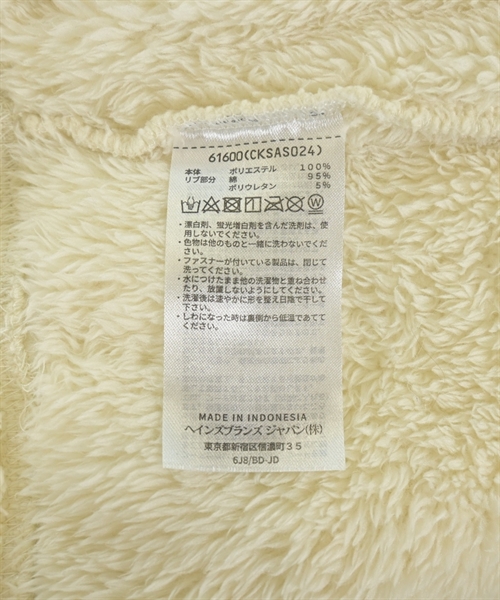 61600(CKSAS024)
本体 ポリエステル 100%
リブ部分 綿 95%
ポリウレタン 5%
・漂白剤、蛍光増白剤を含んだ洗剤は、使
用しないでください。
・色物は他のものと一緒に洗わないでくだ
さい。
・ファスナーが付いている製品は、閉じて
洗ってください。
・水につけたまま他の洗濯物と重ね合わせ
たり、放置しないようにしてください。
・洗濯後は速やかに形を整え日陰で干して
下さい。
・しわになった時は裏側から低温であてて
ください。
MADE IN INDONESIA
ヘインズブランズ ジャパン(株)
東京都新宿区信濃町35
6J8/BD-JD